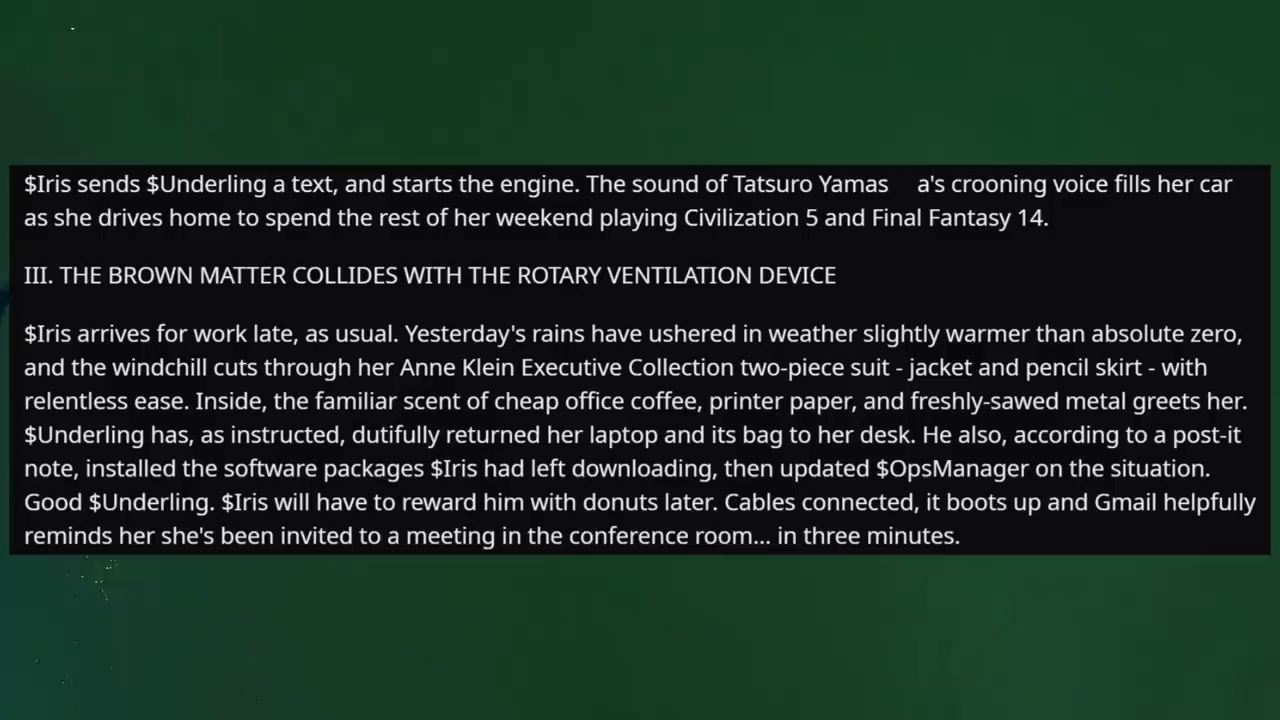 $Iris sends $Underling a text, and starts the engine. The sound of Tatsuro Yamas a's crooning voice fills her car
as she drives home to spend the rest of her weekend playing Civilization 5 and Final Fantasy 14.
III. THE BROWN MATTER COLLIDES WITH THE ROTARY VENTILATION DEVICE
$Iris arrives for work late, as usual. Yesterday's rains have ushered in weather slightly warmer than absolute zero,
and the windchill cuts through her Anne Klein Executive Collection two-piece suit - jacket and pencil skirt - with
relentless ease. Inside, the familiar scent of cheap office coffee, printer paper, and freshly-sawed metal greets her.
$Underling has, as instructed, dutifully returned her laptop and its bag to her desk. He also, according to a post-it
note, installed the software packages $Iris had left downloading, then updated $OpsManager on the situation.
Good $Underling. $Iris will have to reward him with donuts later. Cables connected, it boots up and Gmail helpfully
reminds her she's been invited to a meeting in the conference room... in three minutes.